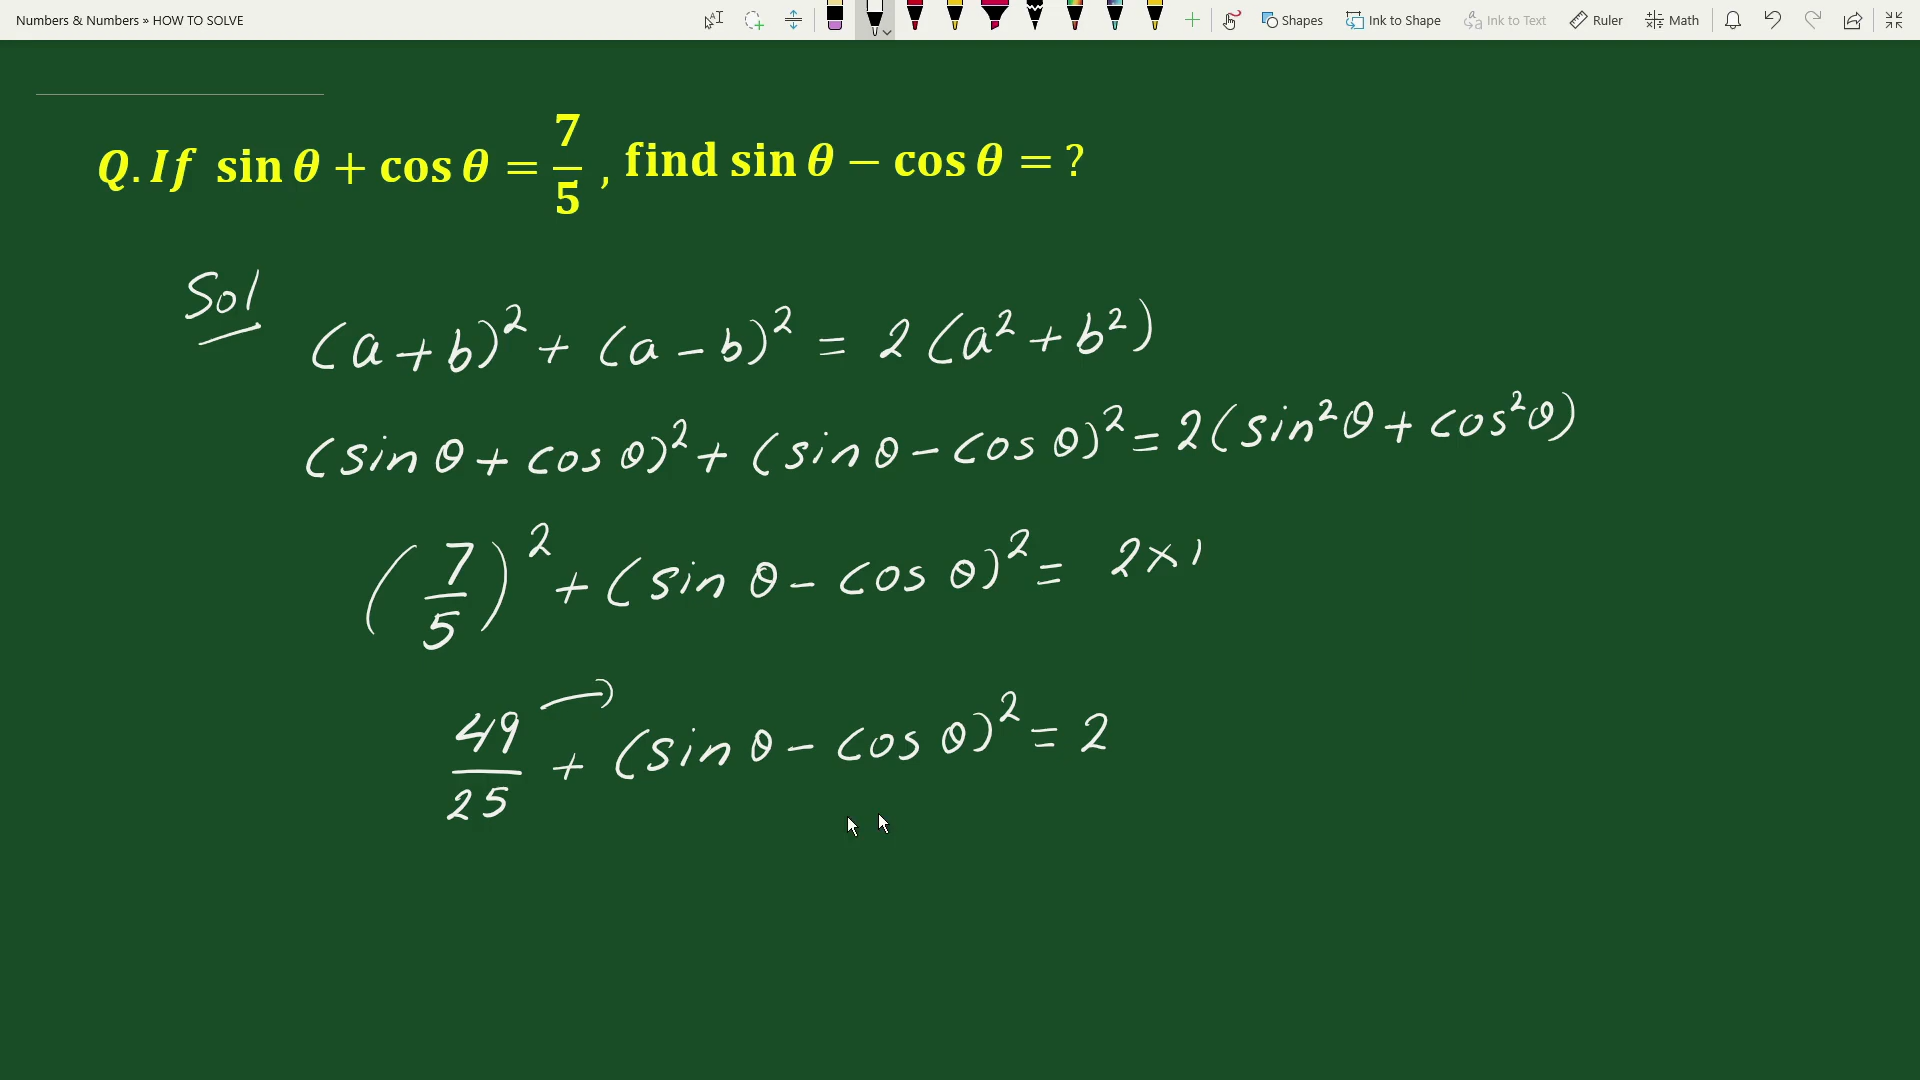 Numbers & Numbers » HOW TO SOLVE
Shapes Ink to Shape Ink to Text Ruler Math
Q. If sin θ + cos θ = 7/5 , find sin θ − cos θ = ?
Sol
(a + b)² + (a − b)² = 2 (a² + b²)
(sin θ + cos θ)² + (sin θ − cos θ)² = 2(sin²θ + cos²θ)
(7/5)² + (sin θ − cos θ)² = 2×1
49/25 + (sin θ − cos θ)² = 2